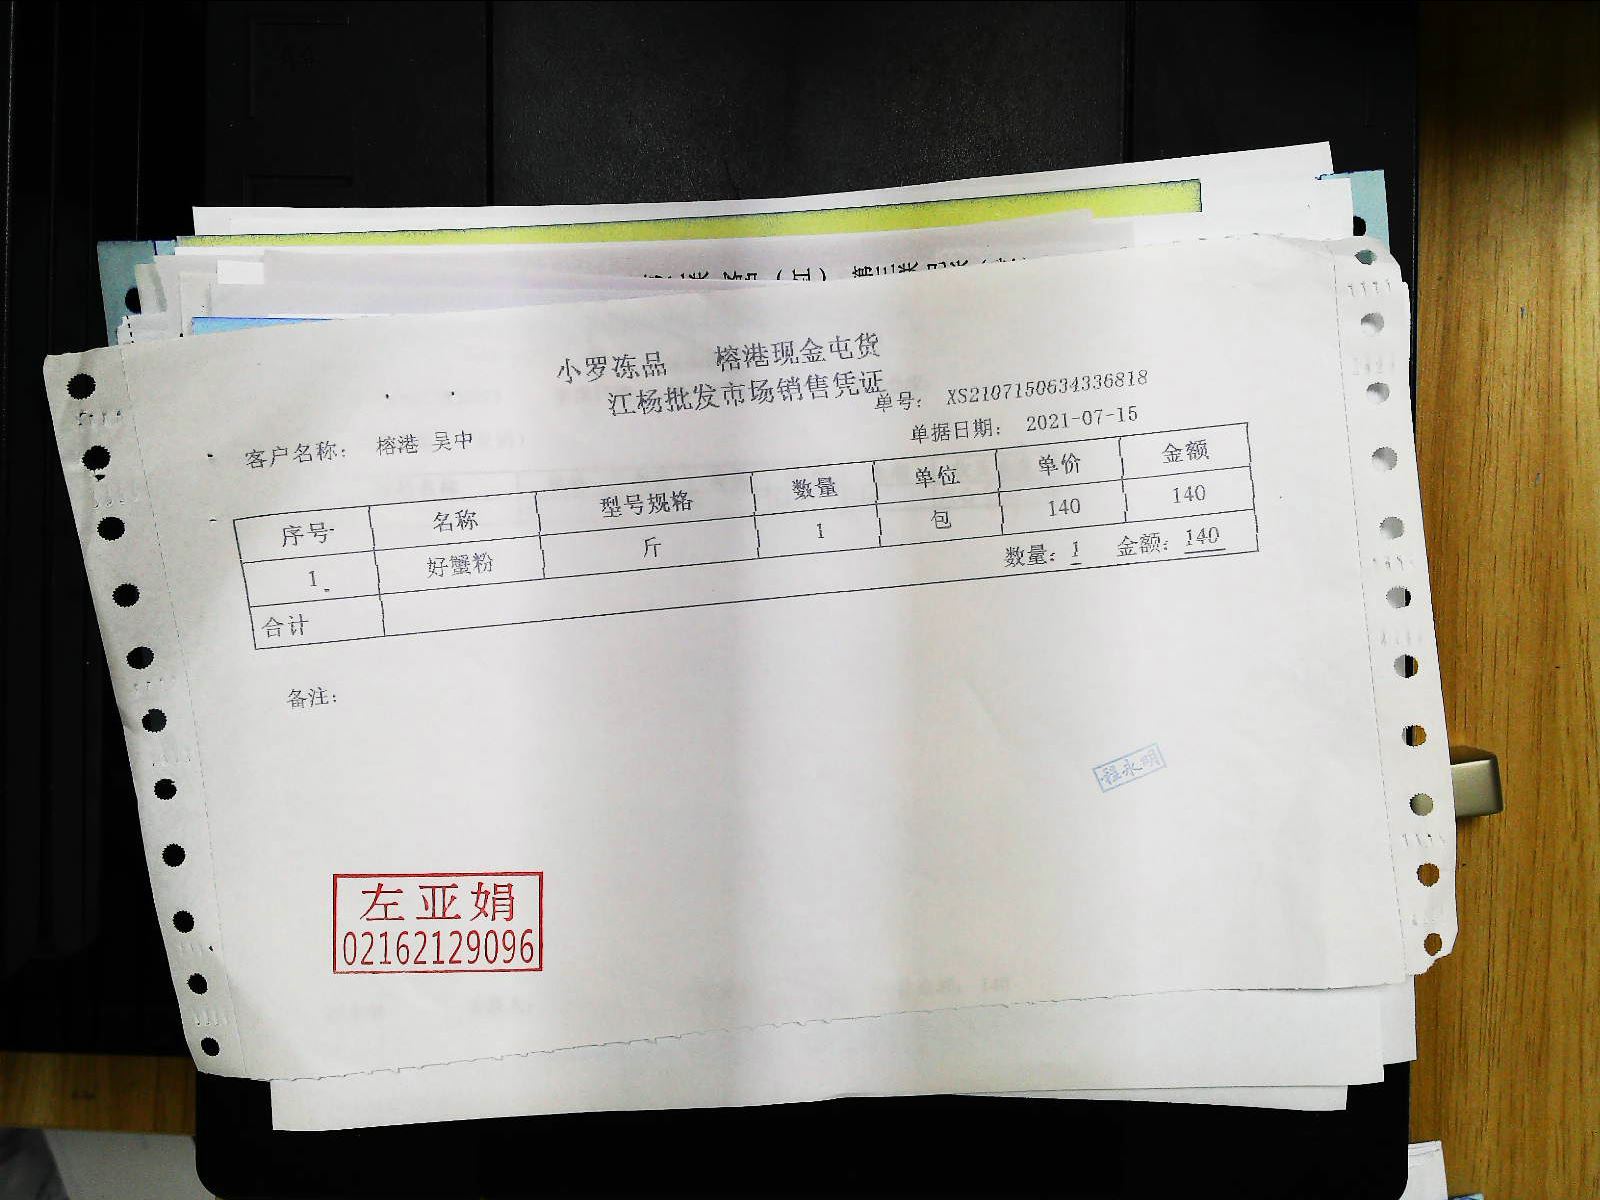 小罗冻品 榕港现金屯货
江杨批发市场销售凭证
单号: XS2107150634336818
客户名称: 榕港 吴中
单据日期: 2021-07-15
序号 名称 型号规格 数量 单位 单价 金额
1 好蟹粉 斤 1 包 140 140
合计 数量: 1 金额: 140
备注:
程永明
左亚娟
02162129096